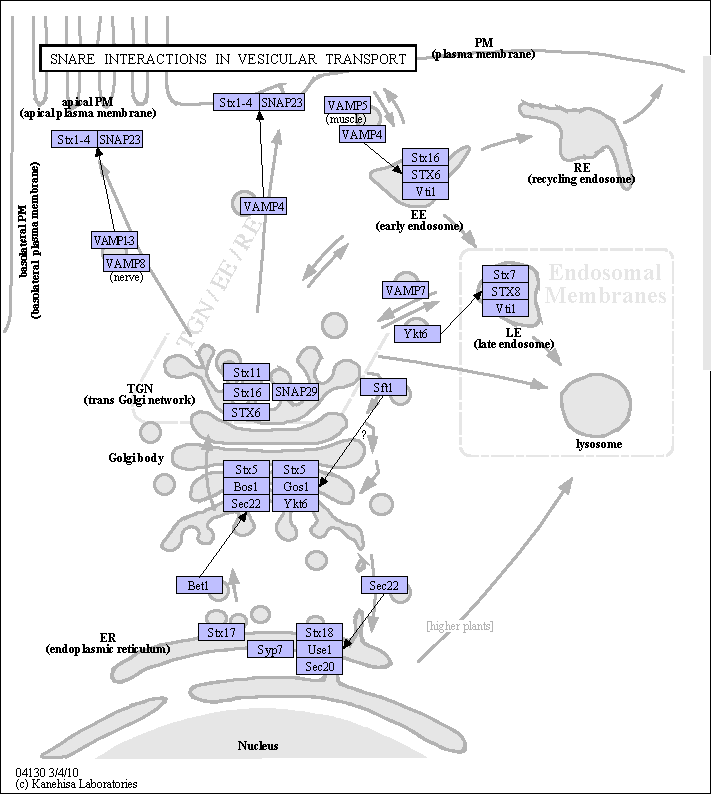 SNARE INTERACTIONS IN VESICULAR TRANSPORT
PM
(plasma membrane)
apical PM
(apical plasma membrane)
Stx1-4 SNAP23
Stx1-4 SNAP23
VAMP5
(muscle)
VAMP4
Stx16
STX6
Vti1
EE
(early endosome)
RE
(recycling endosome)
basolateral PM
(basolateral plasma membrane)
VAMP4
VAMP1-3
VAMP8
(nerve)
TGN / EE / RE
Endosomal
Membranes
Stx7
STX8
Vti1
VAMP7
Ykt6
LE
(late endosome)
TGN
(trans Golgi network)
Stx11
Stx16 SNAP29
STX6
Sft1
lysosome
?
Golgi body
Stx5 Stx5
Bos1 Gos1
Sec22 Ykt6
Bet1
Sec22
[higher plants]
ER
(endoplasmic reticulum)
Stx17
Syp7
Stx18
Use1
Sec20
Nucleus
04130 3/4/10
(c) Kanehisa Laboratories